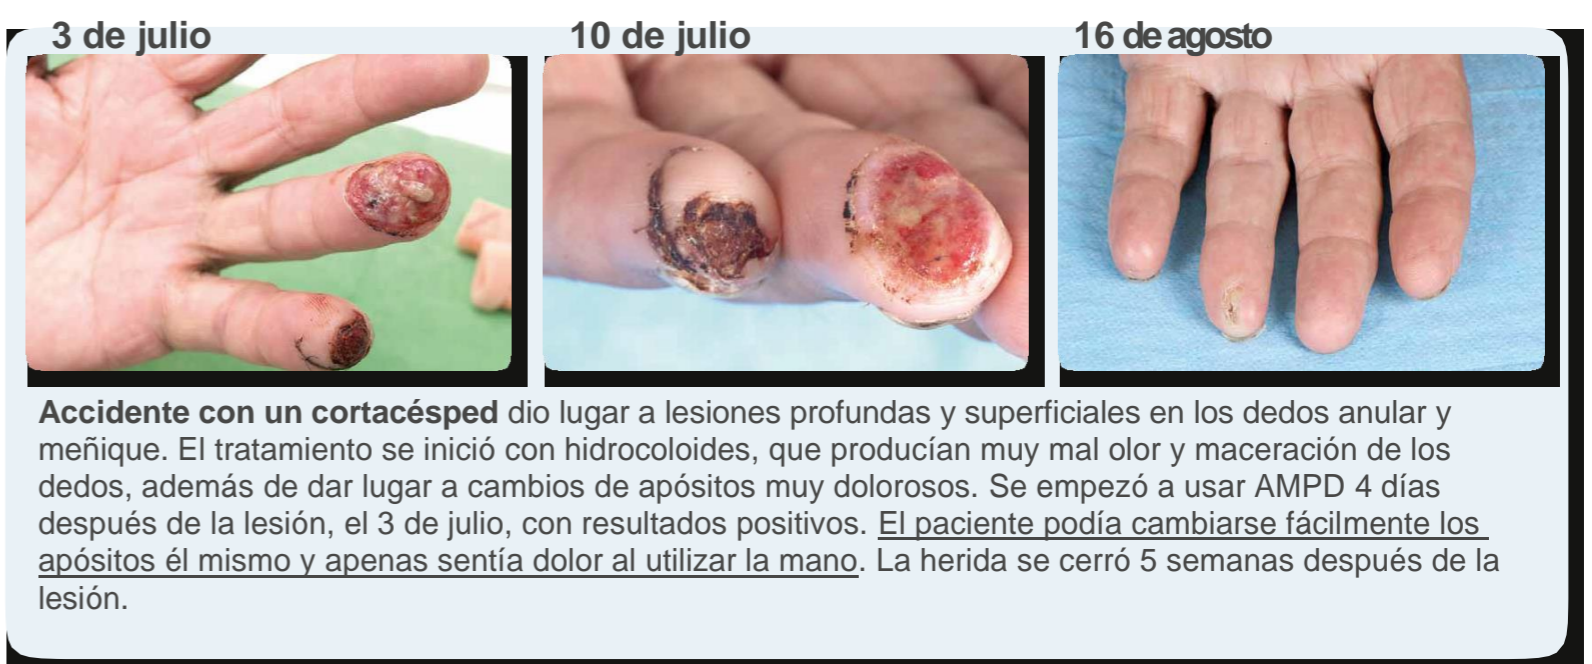 3 de julio
10 de julio
16 de agosto
Accidente con un cortacésped dio lugar a lesiones profundas y superficiales en los dedos anular y
meñique. El tratamiento se inició con hidrocoloides, que producían muy mal olor y maceración de los
dedos, además de dar lugar a cambios de apósitos muy dolorosos. Se empezó a usar AMPD 4 días
después de la lesión, el 3 de julio, con resultados positivos. El paciente podía cambiarse fácilmente los
apósitos él mismo y apenas sentía dolor al utilizar la mano. La herida se cerró 5 semanas después de la
lesión.